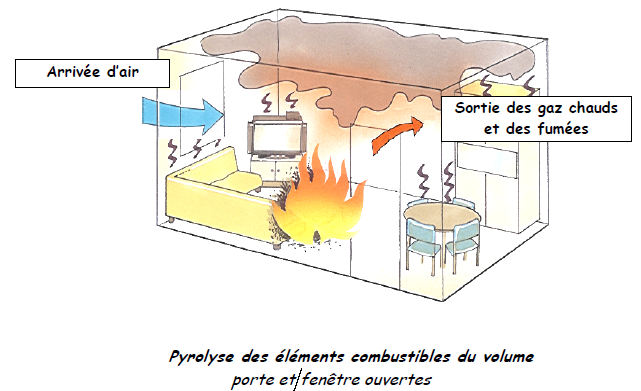 Arrivée d'air
Sortie des gaz chauds
et des fumées
Pyrolyse des éléments combustibles du volume
porte et fenêtre ouvertes